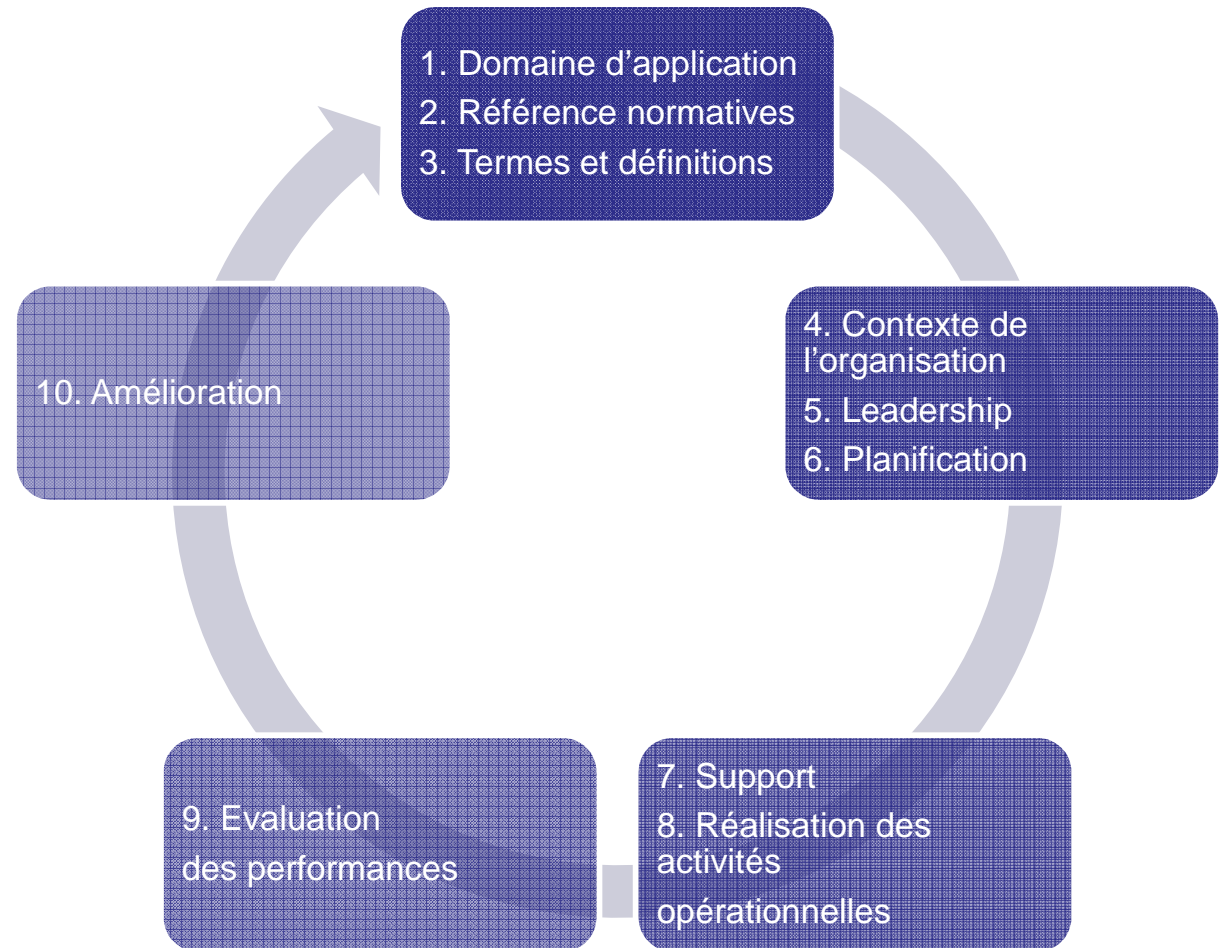 1. Domaine d’application
2. Référence normatives
3. Termes et définitions
4. Contexte de
l’organisation
5. Leadership
6. Planification
7. Support
8. Réalisation des
activités
opérationnelles
9. Evaluation
des performances
10. Amélioration